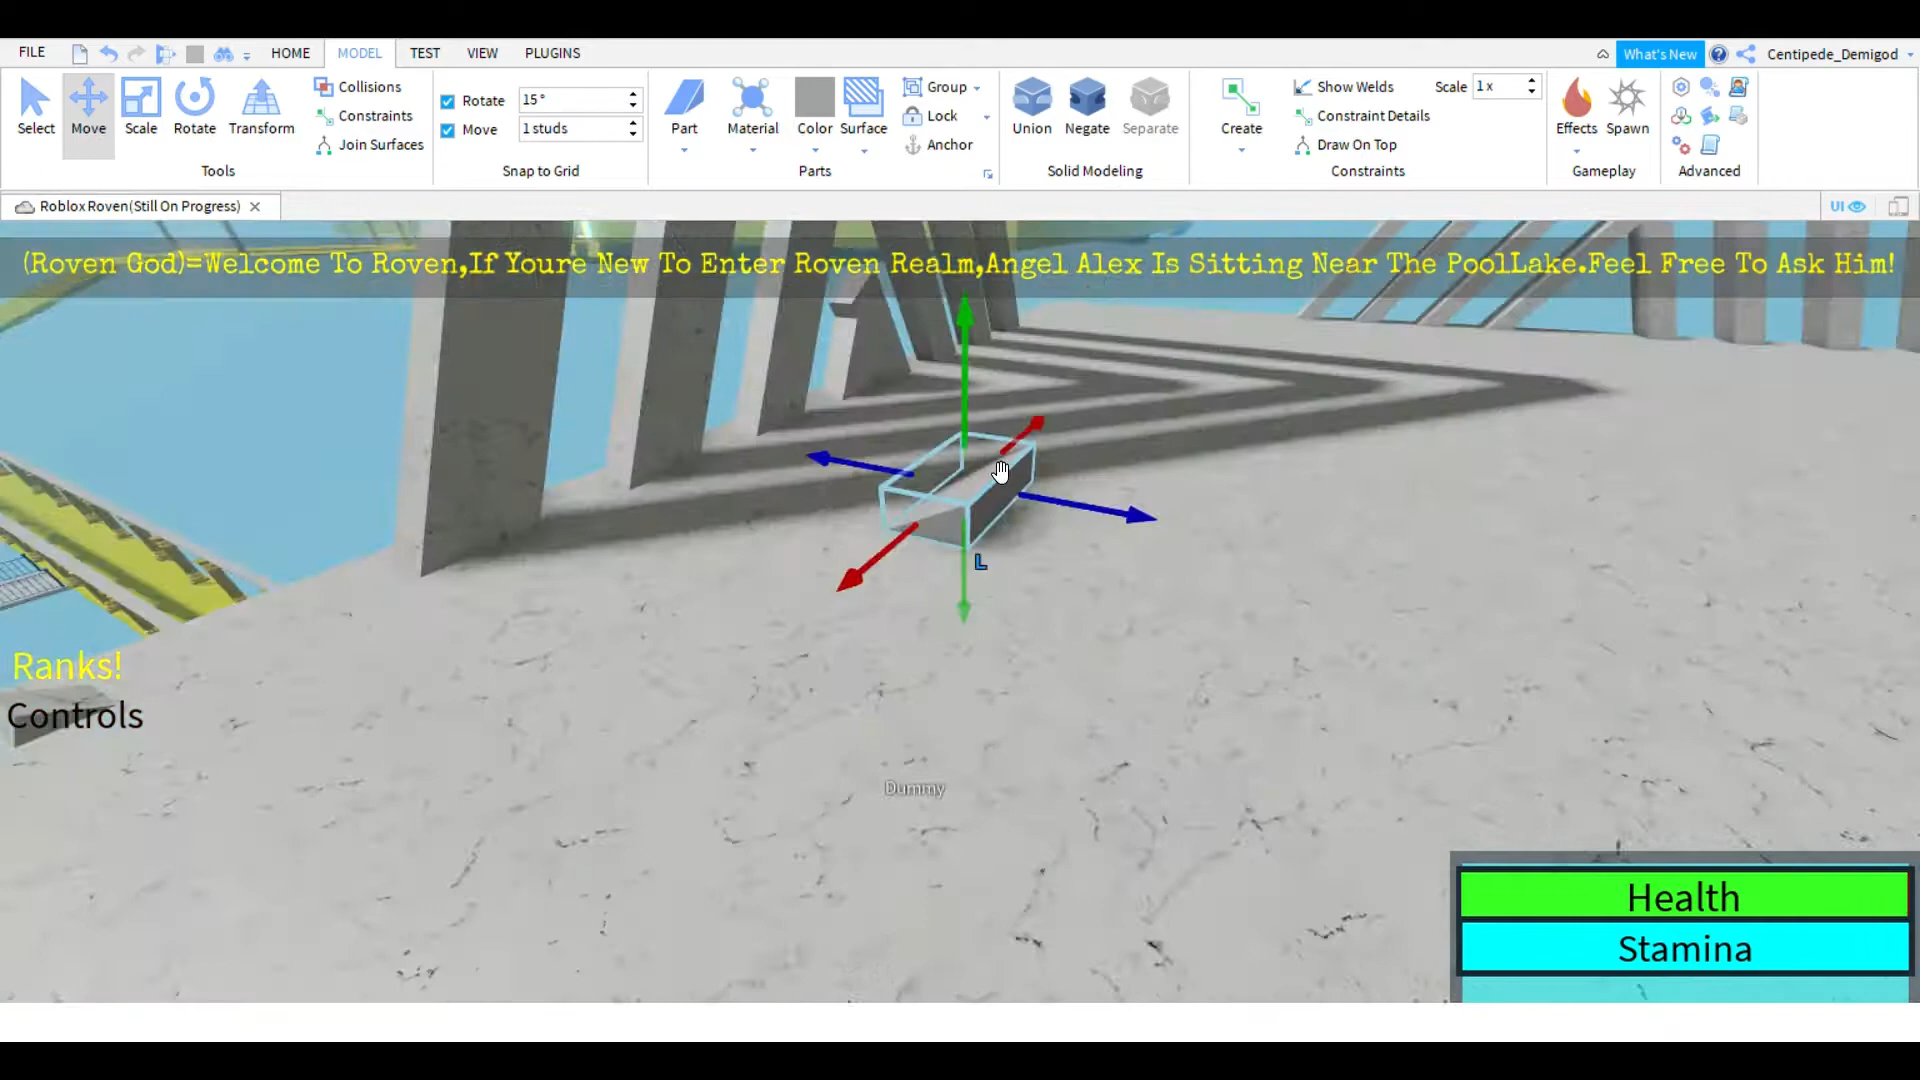 FILE HOME MODEL TEST VIEW PLUGINS What's New Centipede_Demigod
Select Move Scale Rotate Transform
Collisions
Constraints
Join Surfaces
Tools
Rotate 15°
Move 1 studs
Snap to Grid
Part Material Color Surface
Group
Lock
Anchor
Parts
Union Negate Separate
Solid Modeling
Create
Show Welds Scale 1 x
Constraint Details
Draw On Top
Constraints
Effects Spawn
Gameplay
Advanced
Roblox Roven(Still On Progress) UI
(Roven God)=Welcome To Roven,If Youre New To Enter Roven Realm,Angel Alex Is Sitting Near The PoolLake.Feel Free To Ask Him!
L
Ranks!
Controls
Dummy
Health
Stamina